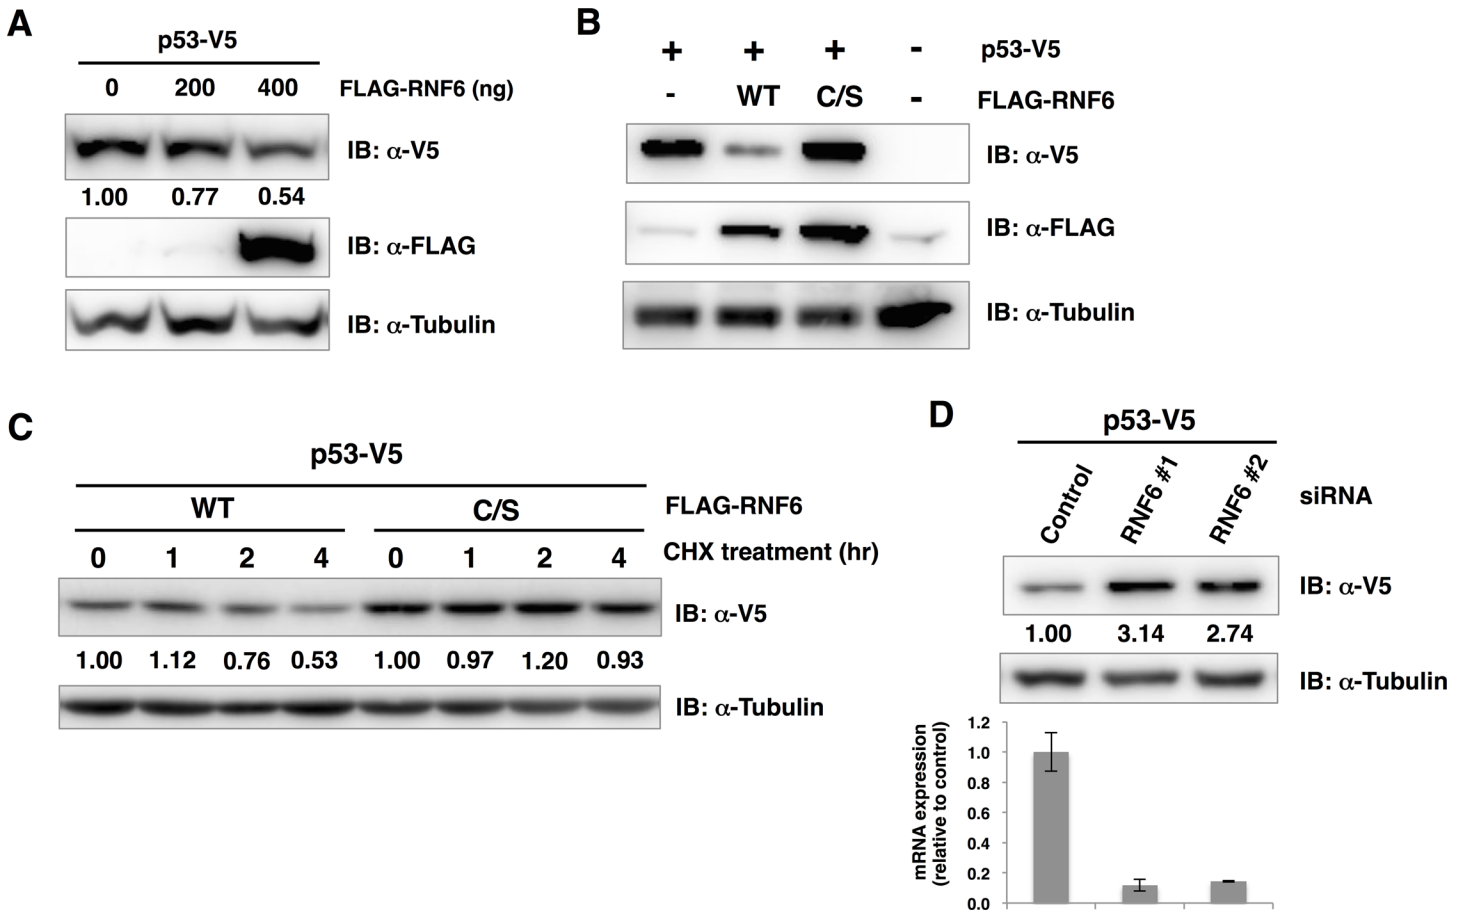 A
p53-V5
0 200 400 FLAG-RNF6 (ng)
IB: α-V5
1.00 0.77 0.54
IB: α-FLAG
IB: α-Tubulin
B
+ + + - p53-V5
- WT C/S - FLAG-RNF6
IB: α-V5
IB: α-FLAG
IB: α-Tubulin
C
p53-V5
WT C/S FLAG-RNF6
0 1 2 4 0 1 2 4 CHX treatment (hr)
IB: α-V5
1.00 1.12 0.76 0.53 1.00 0.97 1.20 0.93
IB: α-Tubulin
D
p53-V5
Control RNF6 #1 RNF6 #2 siRNA
IB: α-V5
1.00 3.14 2.74
IB: α-Tubulin
mRNA expression
(relative to control)
1.2
1.0
0.8
0.6
0.4
0.2
0.0